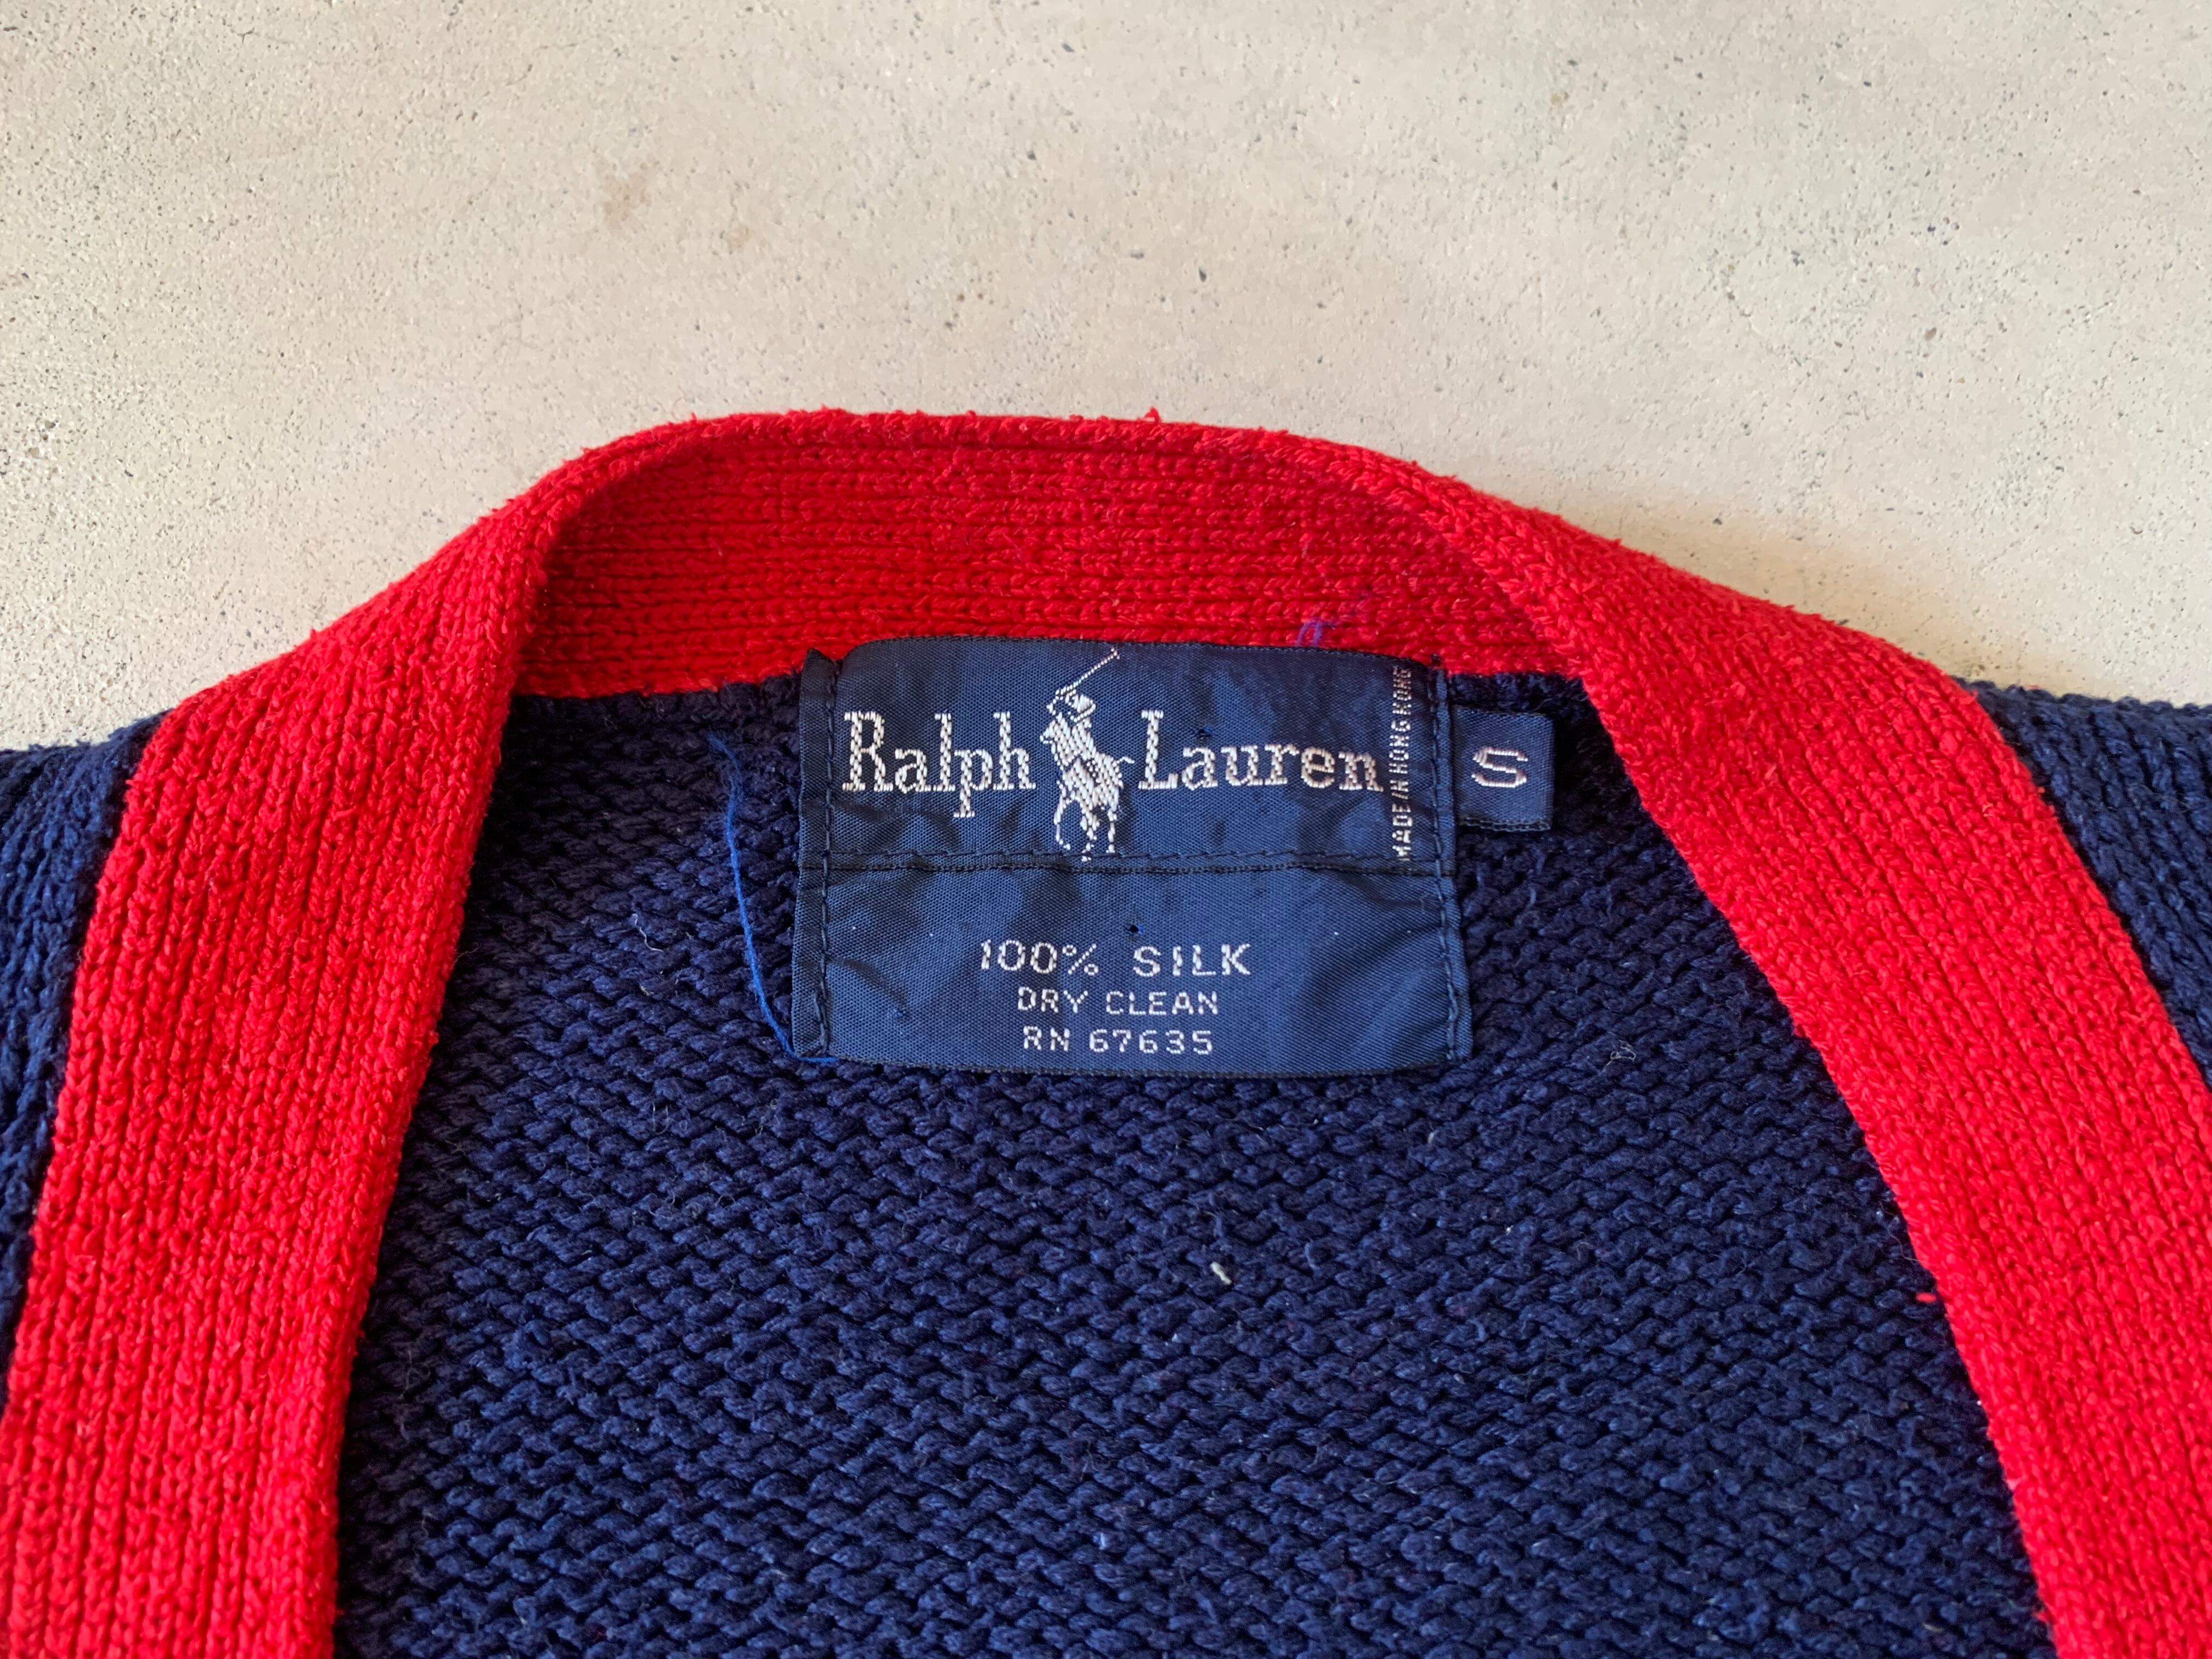 Ralph Lauren
MADE IN HONG KONG
S
100% SILK
DRY CLEAN
RN 67635